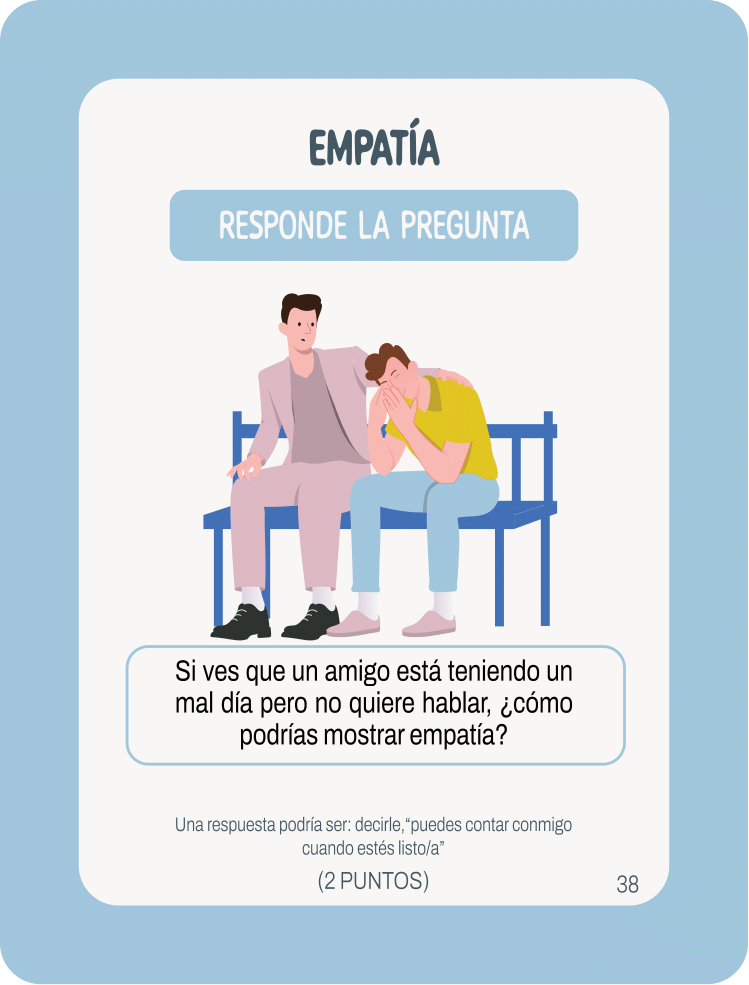 EMPATÍA
RESPONDE LA PREGUNTA
Si ves que un amigo está teniendo un
mal día pero no quiere hablar, ¿cómo
podrías mostrar empatía?
Una respuesta podría ser: decirle,“puedes contar conmigo
cuando estés listo/a”
(2 PUNTOS)
38